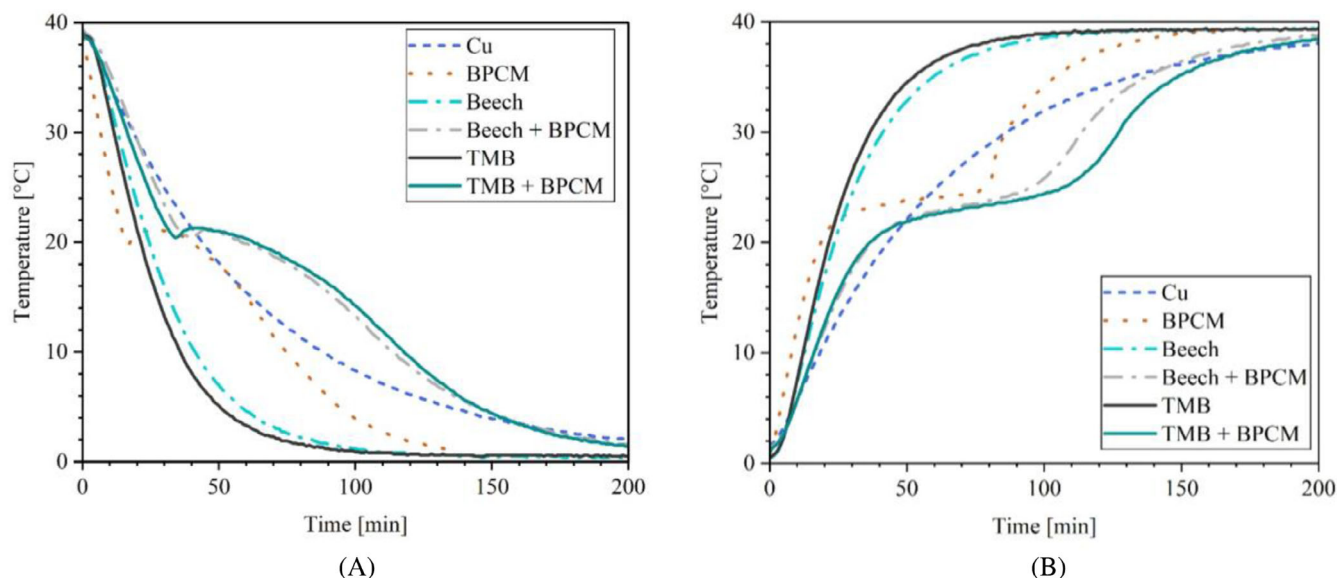 40
30
20
10
0
Temperature [°C]
Cu
BPCM
Beech
Beech + BPCM
TMB
TMB + BPCM
0 50 100 150 200
Time [min]
(A)
40
30
20
10
0
Temperature [°C]
Cu
BPCM
Beech
Beech + BPCM
TMB
TMB + BPCM
0 50 100 150 200
Time [min]
(B)